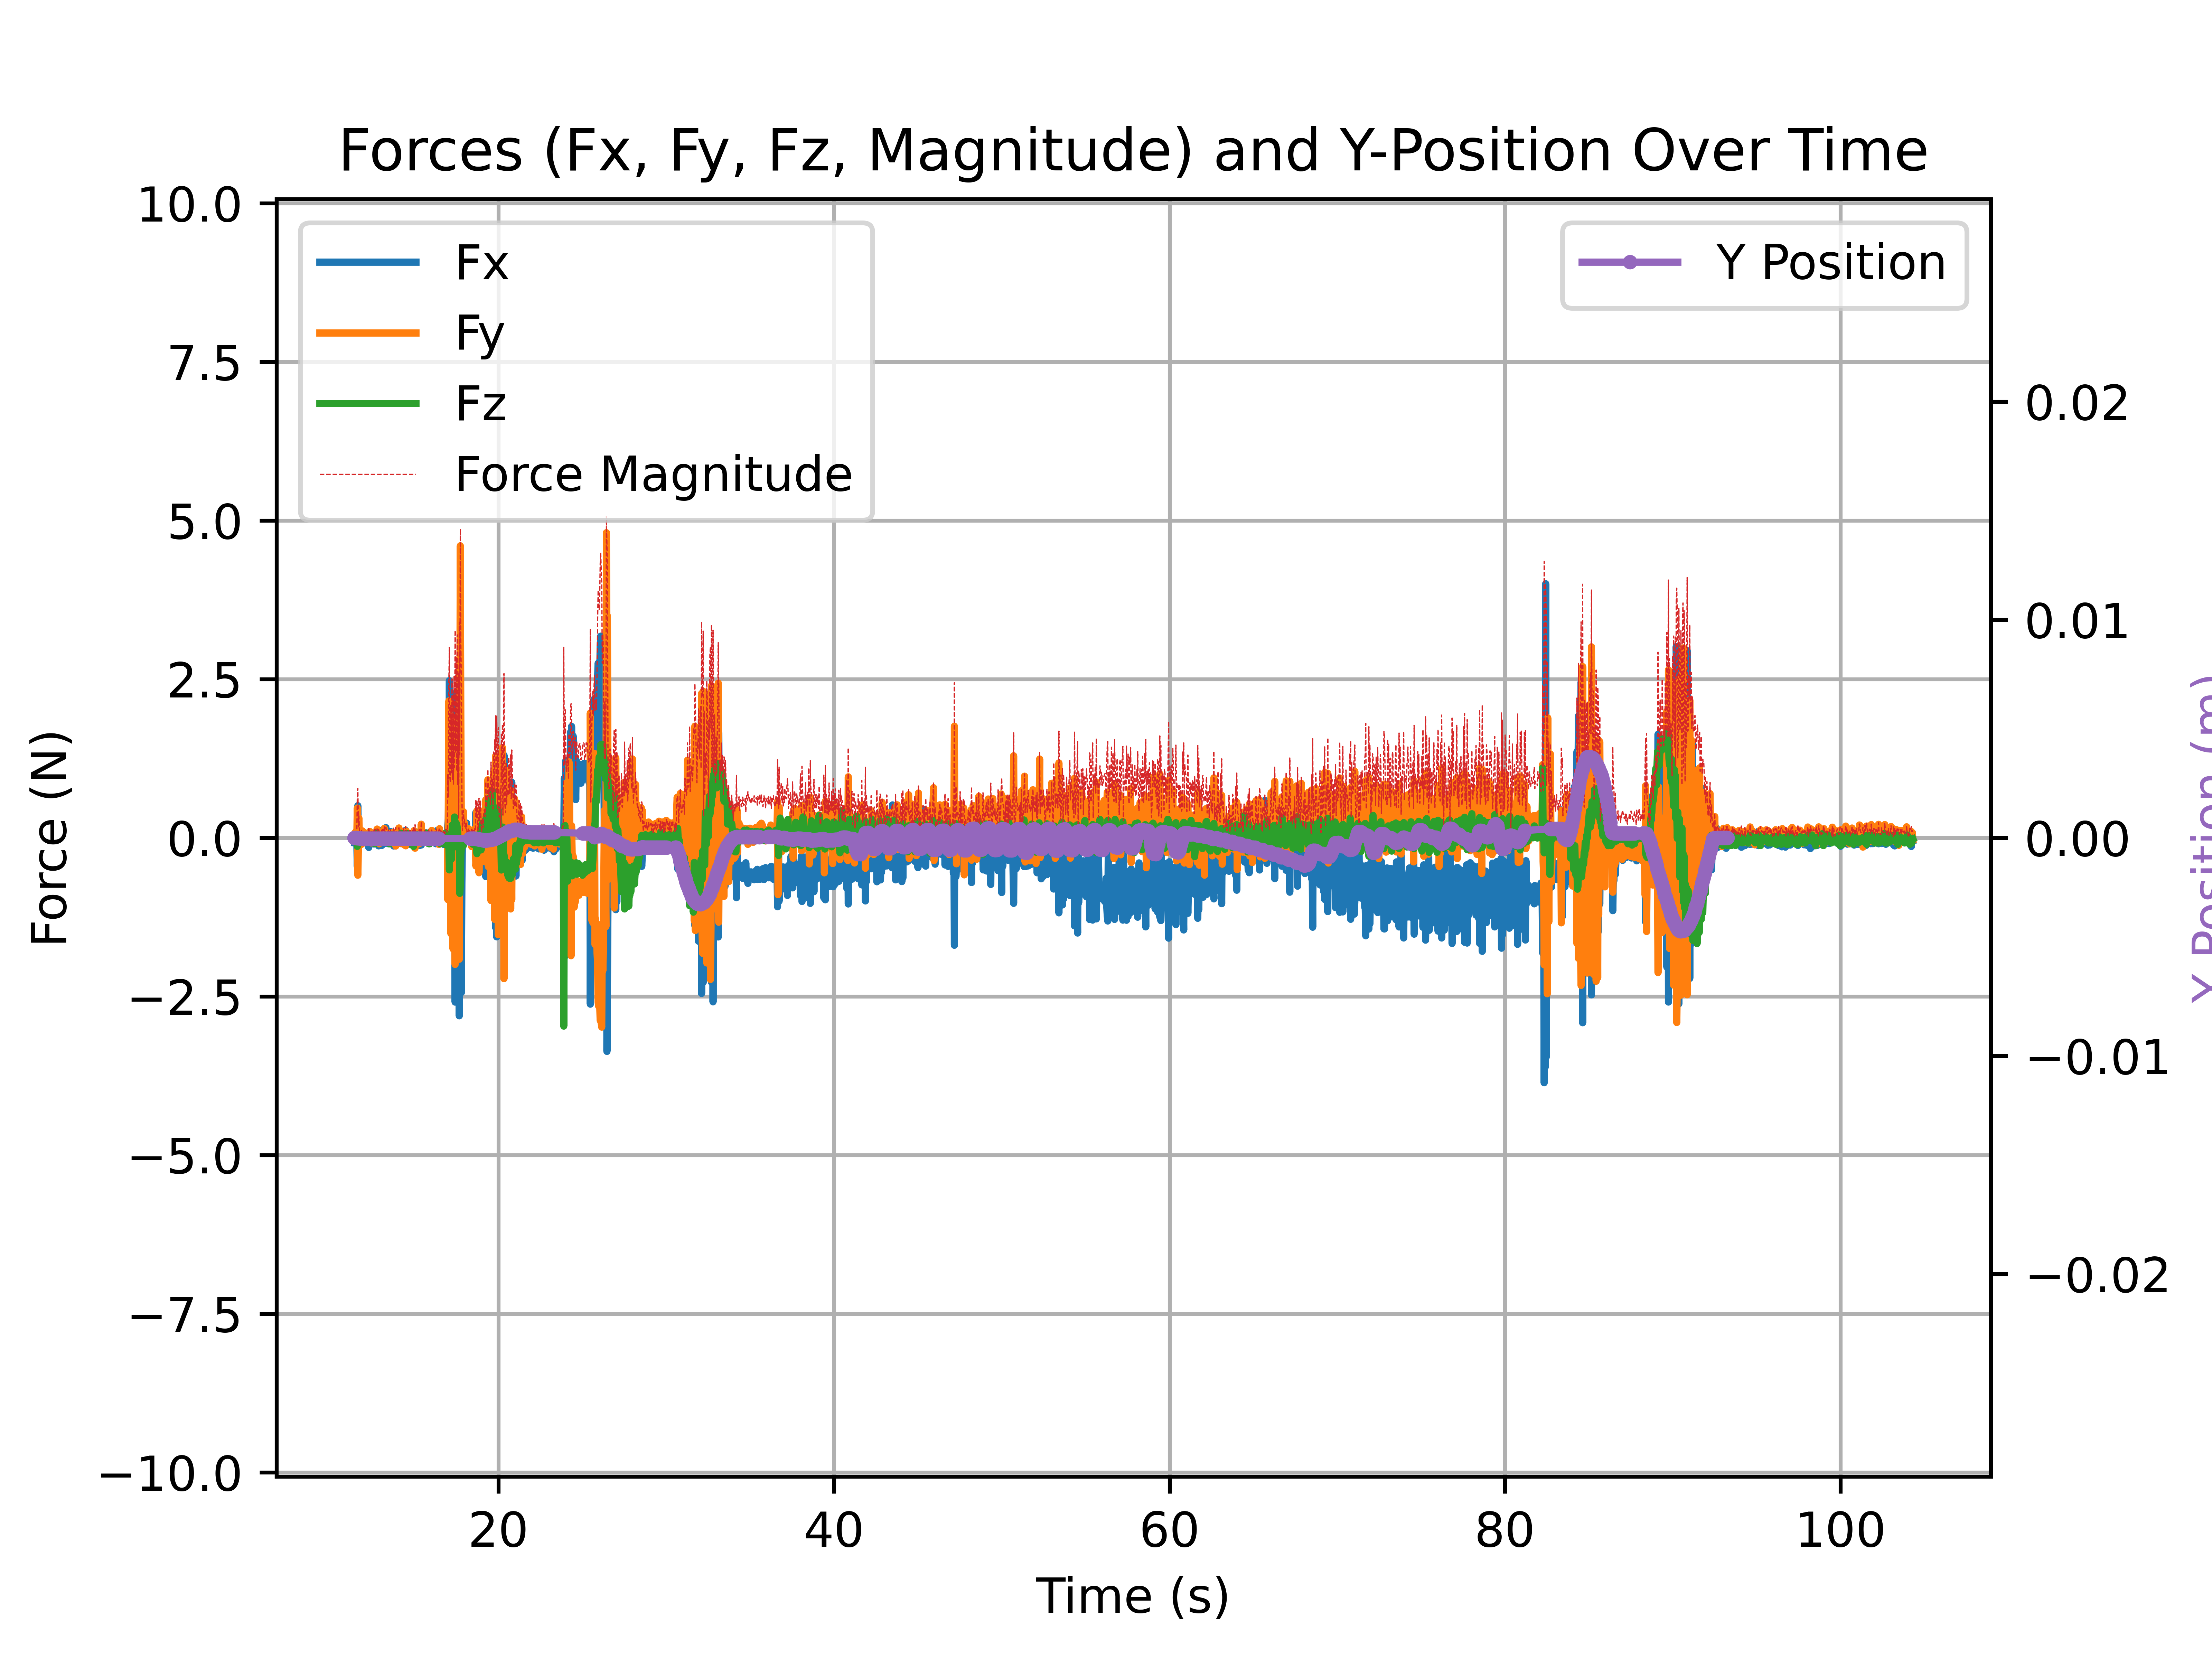 Forces (Fx, Fy, Fz, Magnitude) and Y-Position Over Time
10.0
7.5
5.0
2.5
0.0
−2.5
−5.0
−7.5
−10.0
Force (N)
Fx
Fy
Fz
Force Magnitude
Y Position
0.02
0.01
0.00
−0.01
−0.02
Y Position (m)
20
40
60
80
100
Time (s)